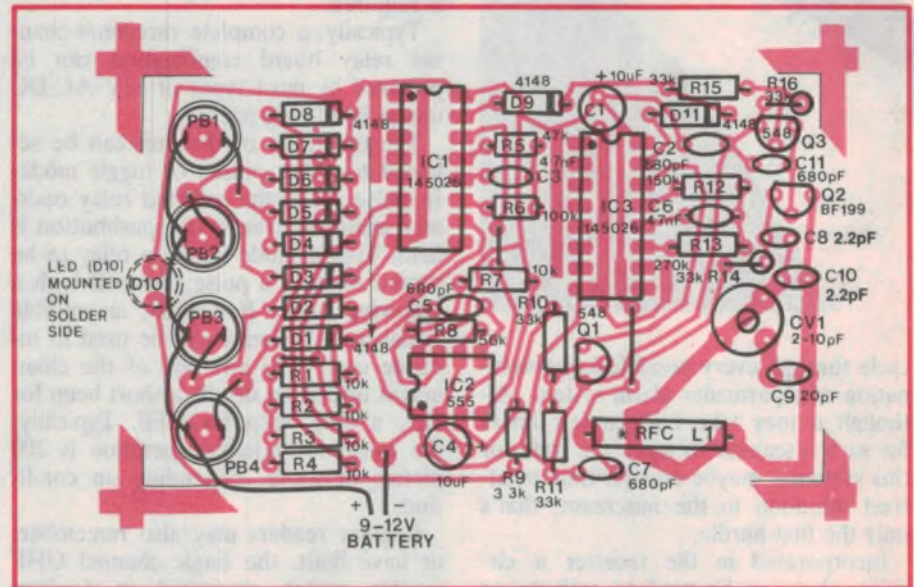 PB1
PB2
PB3
PB4
LED (D10)
MOUNTED
ON
SOLDER
SIDE
D10
D8
4148
D7
D6
D5
D4
D3
D2
D1
4148
R1
10k
R2
10k
R3
10k
R4
10k
+ -
9-12V
BATTERY
IC1
145026
D9
4148
+10uF
C1
R5
47k
4.7nF
C3
R6
100k
R7
10k
680pF
C5
R8
56k
IC2
555
C4
10uF
R9
3.3k
R10
33k
R11
33k
548
Q1
IC3
145026
33k
R15
D11
4148
C2
680pF
150k
R12
C6
47nF
R13
270k
33k
R14
R16
33k
548
Q3
C11
680pF
Q2
BF199
C8 2.2pF
C10
2.2pF
CV1
2-10pF
C9 20pF
RFC L1
C7
680pF